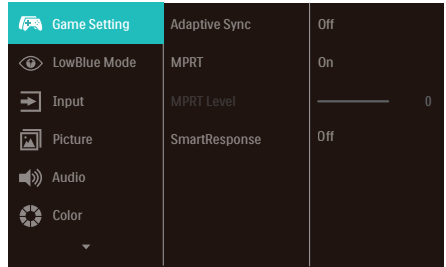 Game Setting Adaptive Sync Off
LowBlue Mode MPRT On
Input MPRT Level 0
Picture SmartResponse Off
Audio
Color